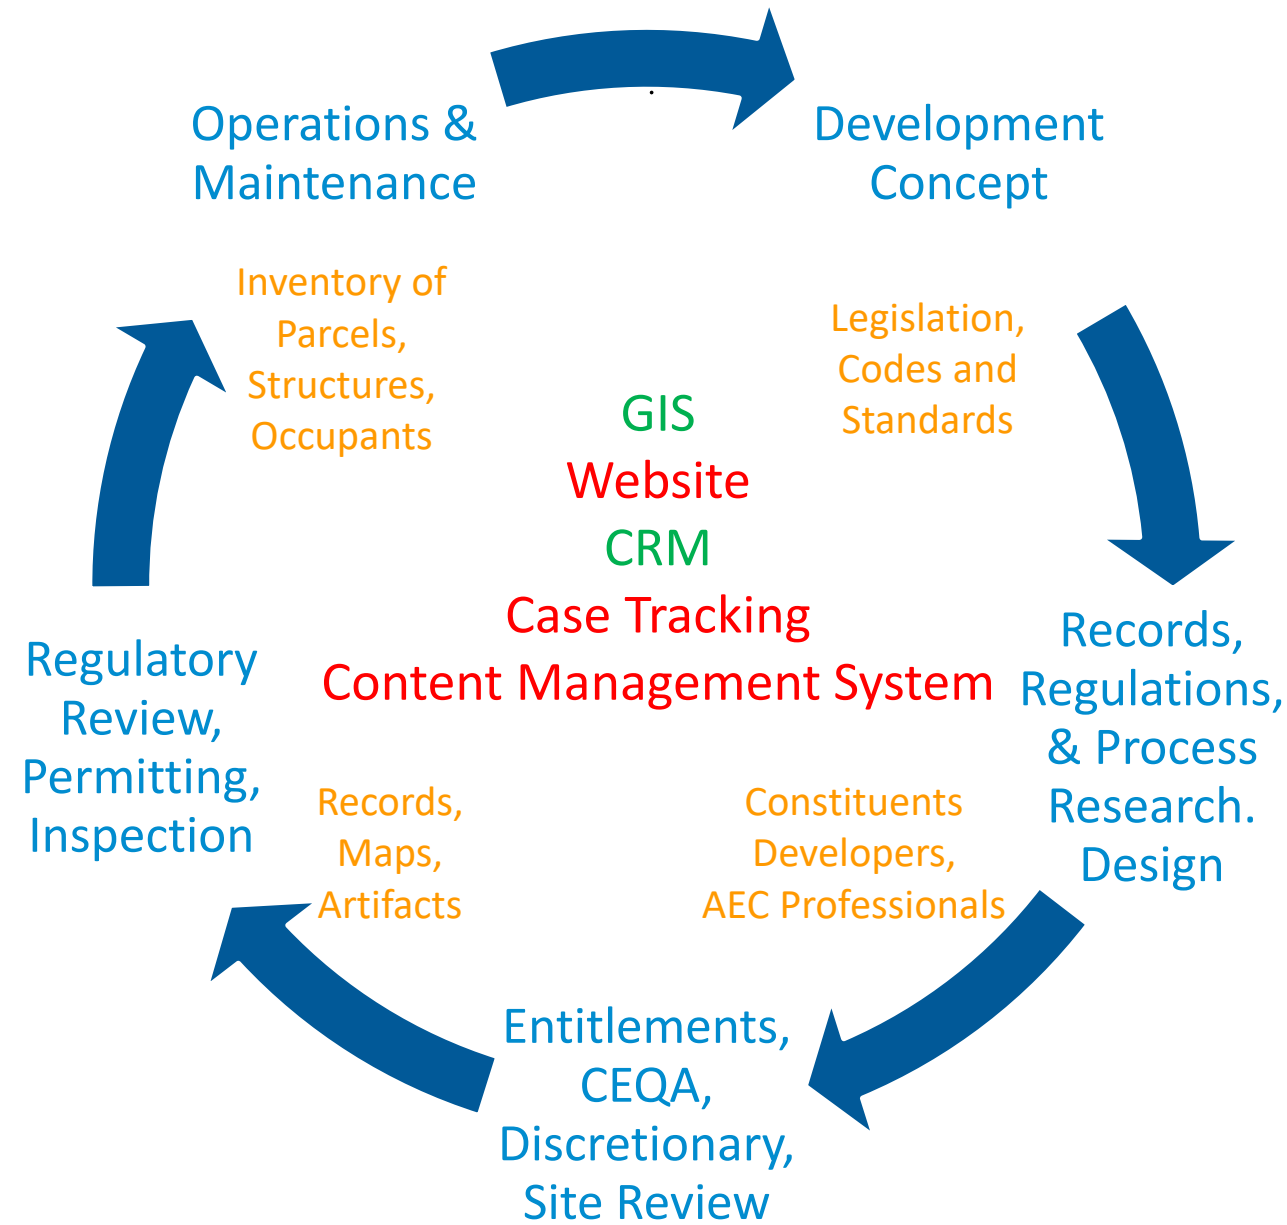 Operations &
Maintenance
Development
Concept
Inventory of
Parcels,
Structures,
Occupants
Legislation,
Codes and
Standards
GIS
Website
CRM
Case Tracking
Content Management System
Records,
Regulations,
& Process
Research.
Design
Regulatory
Review,
Permitting,
Inspection
Records,
Maps,
Artifacts
Constituents
Developers,
AEC Professionals
Entitlements,
CEQA,
Discretionary,
Site Review